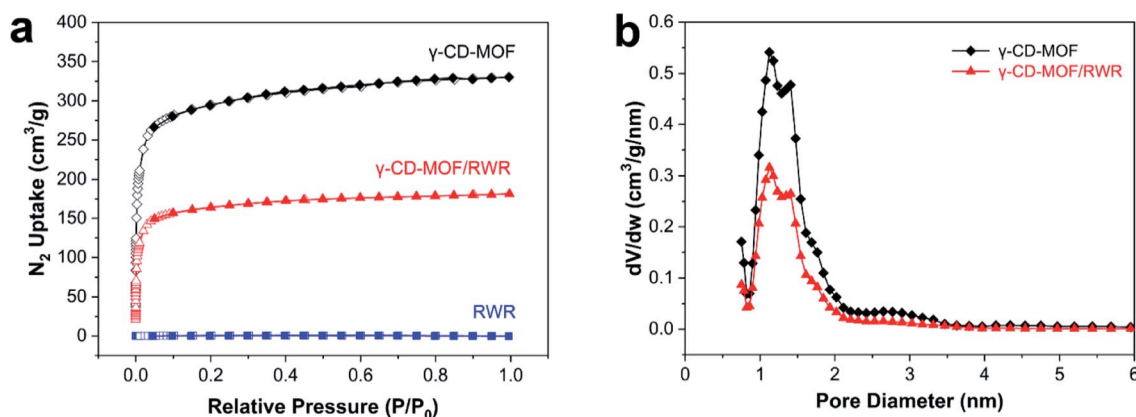 a
400
350
300
250
200
150
100
50
0
N₂ Uptake (cm³/g)
γ-CD-MOF
γ-CD-MOF/RWR
RWR
0.0 0.2 0.4 0.6 0.8 1.0
Relative Pressure (P/P₀)
b
0.6
0.5
0.4
0.3
0.2
0.1
0.0
dV/dw (cm³/g/nm)
γ-CD-MOF
γ-CD-MOF/RWR
0 1 2 3 4 5 6
Pore Diameter (nm)